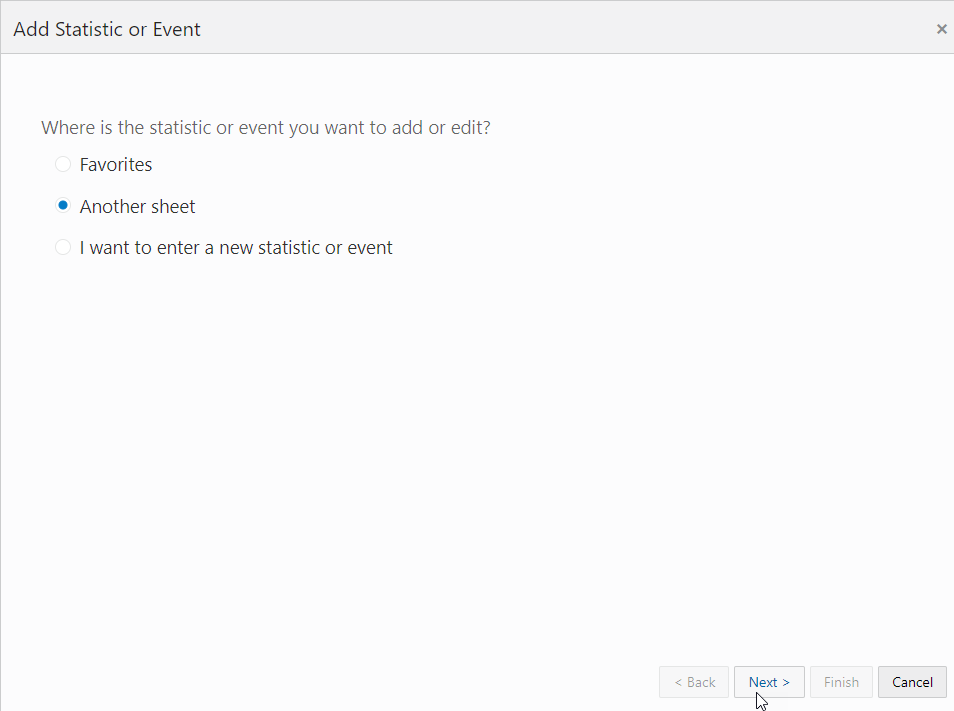 Add Statistic or Event ×
Where is the statistic or event you want to add or edit?
Favorites
Another sheet
I want to enter a new statistic or event
< Back Next > Finish Cancel